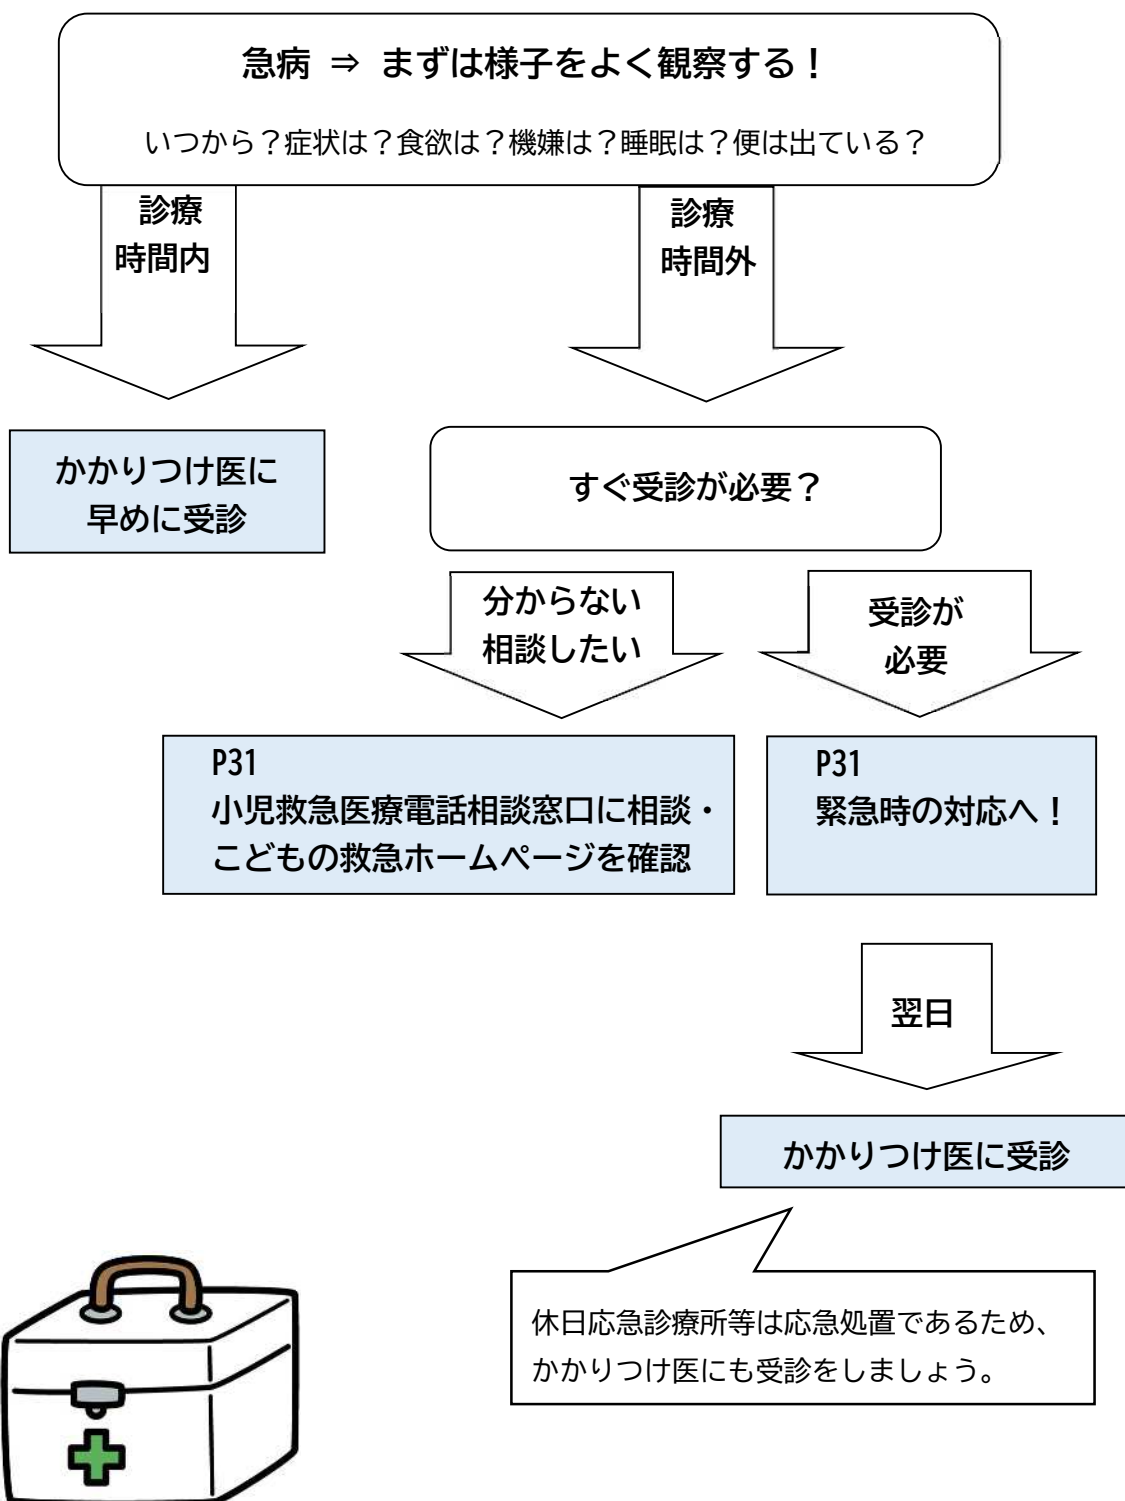 急病 ⇒ まずは様子をよく観察する！
いつから？症状は？食欲は？機嫌は？睡眠は？便は出ている？
診療
時間内
診療
時間外
かかりつけ医に
早めに受診
すぐ受診が必要？
分からない
相談したい
受診が
必要
P31
小児救急医療電話相談窓口に相談・
こどもの救急ホームページを確認
P31
緊急時の対応へ！
翌日
かかりつけ医に受診
休日応急診療所等は応急処置であるため、
かかりつけ医にも受診をしましょう。